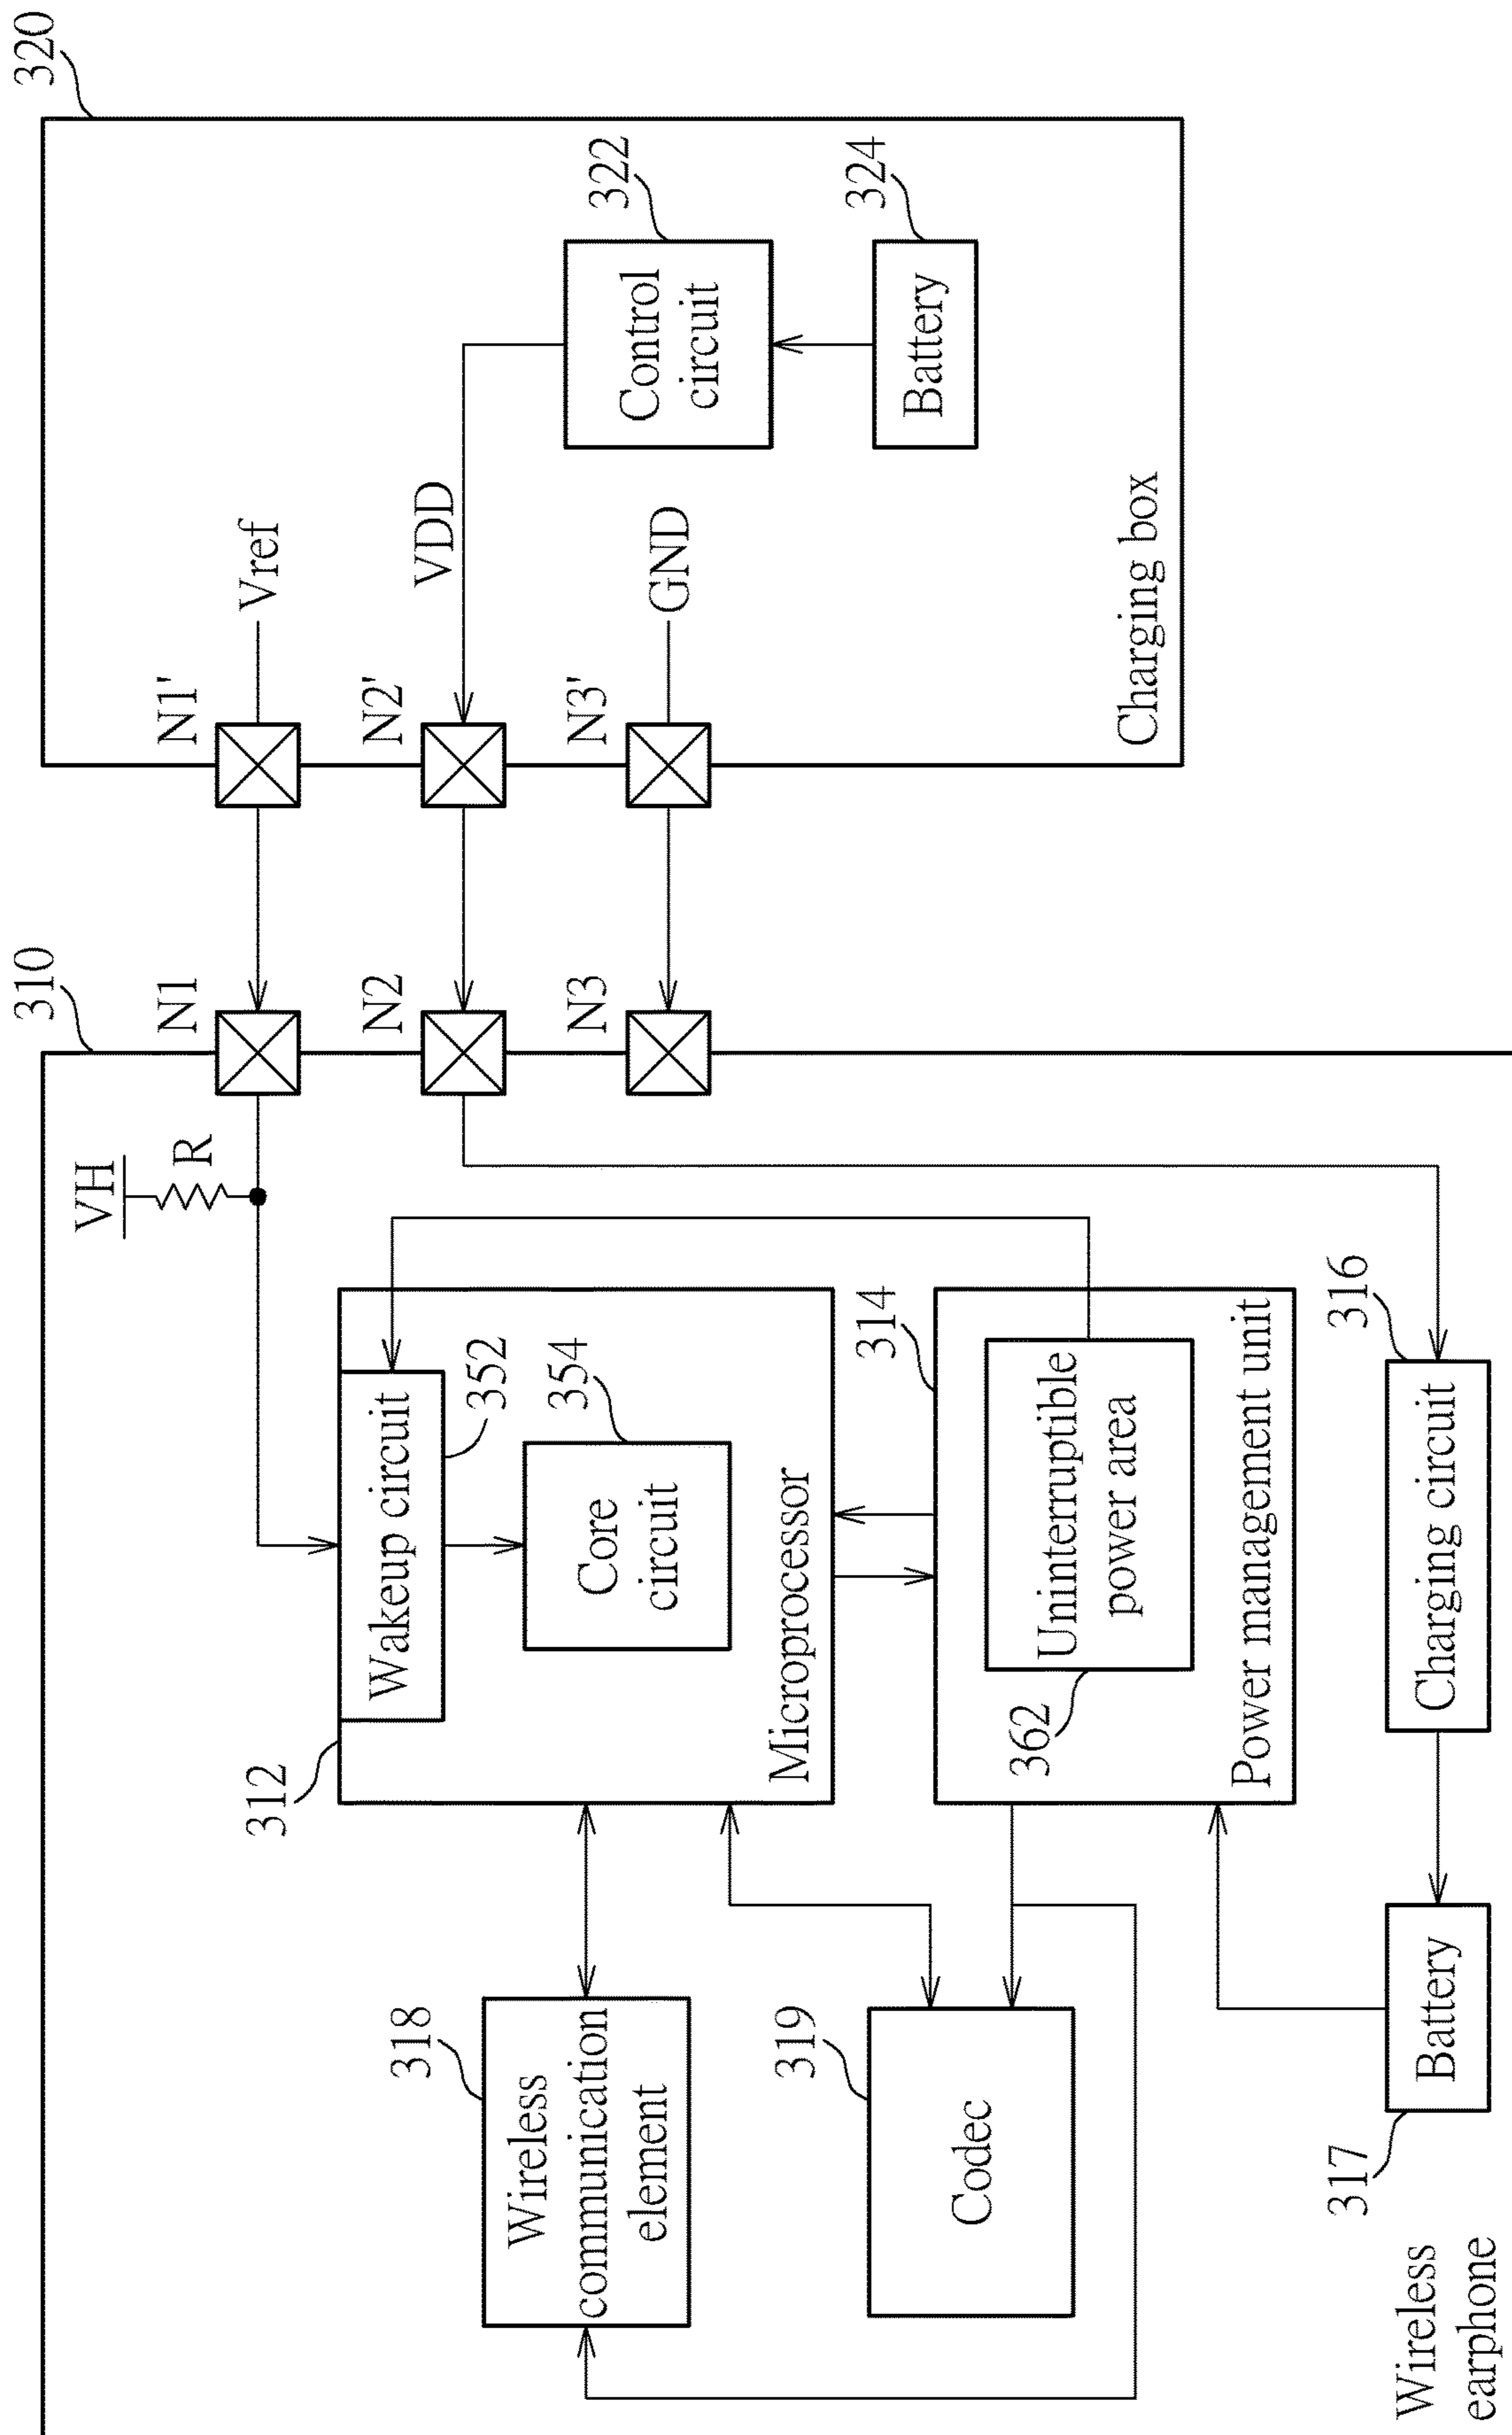 310
320
VH
R
N1
N1'
Vref
N2
N2'
VDD
N3
N3'
GND
312
Wakeup circuit
352
Core
circuit
354
Microprocessor
318
Wireless
communication
element
319
Codec
314
Uninterruptible
power area
362
Power management unit
316
Charging circuit
317
Battery
Wireless
earphone
Control
circuit
322
Battery
324
Charging box